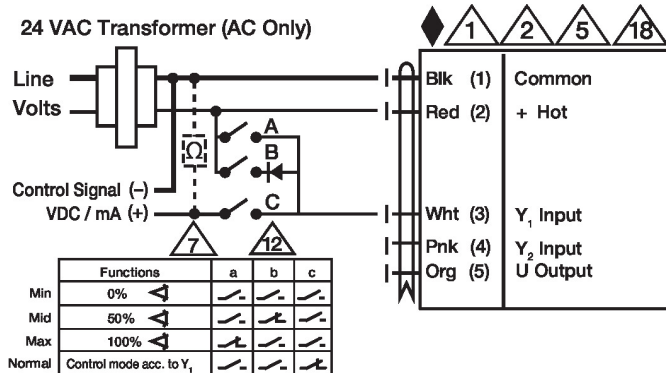 24 VAC Transformer (AC Only)
1 2 5 18
Line
Volts
Blk (1) Common
Red (2) + Hot
A
Ω
B
Control Signal (–)
VDC / mA (+)
C
Wht (3) Y1 Input
Pnk (4) Y2 Input
Org (5) U Output
7 12
Functions a b c
Min 0%
Mid 50%
Max 100%
Normal Control mode acc. to Y1